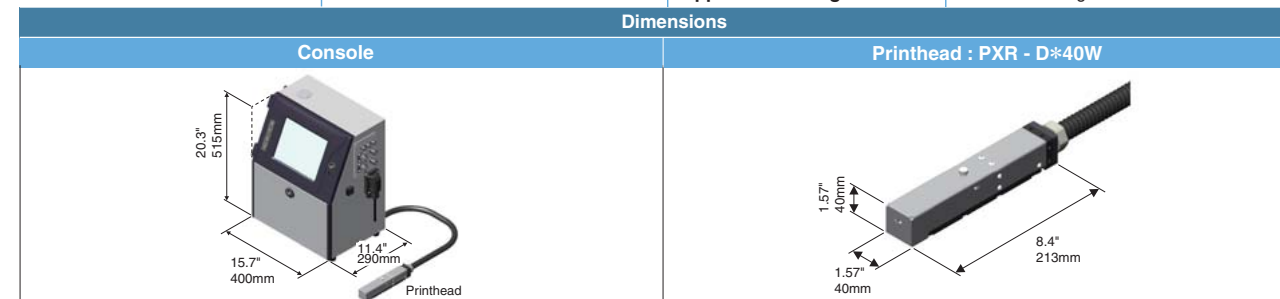 Dimensions
Console
Printhead : PXR - D*40W
20.3"
515mm
15.7"
400mm
11.4"
290mm
Printhead
1.57"
40mm
1.57"
40mm
8.4"
213mm